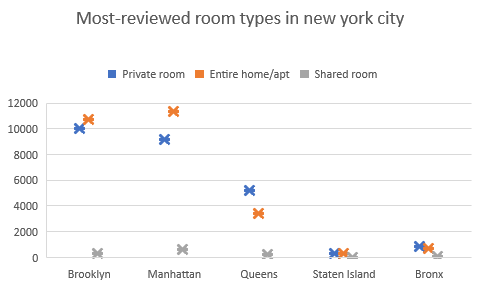 Most-reviewed room types in new york city
Private room Entire home/apt Shared room
12000
10000
8000
6000
4000
2000
0
Brooklyn Manhattan Queens Staten Island Bronx